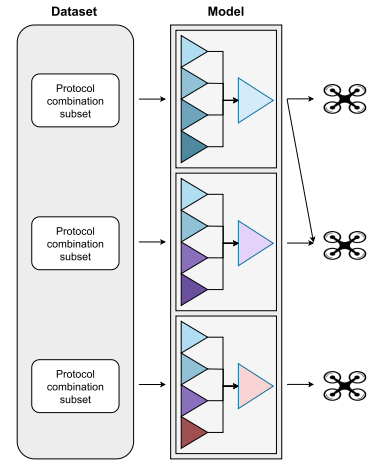 Dataset
Model
Protocol
combination
subset
Protocol
combination
subset
Protocol
combination
subset